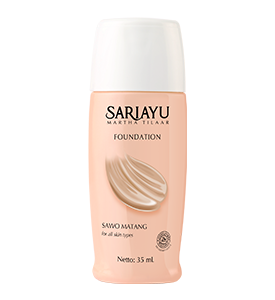 SARIAYU
MARTHA TILAAR
FOUNDATION
SAWO MATANG
for all skin types
Netto: 35 mL